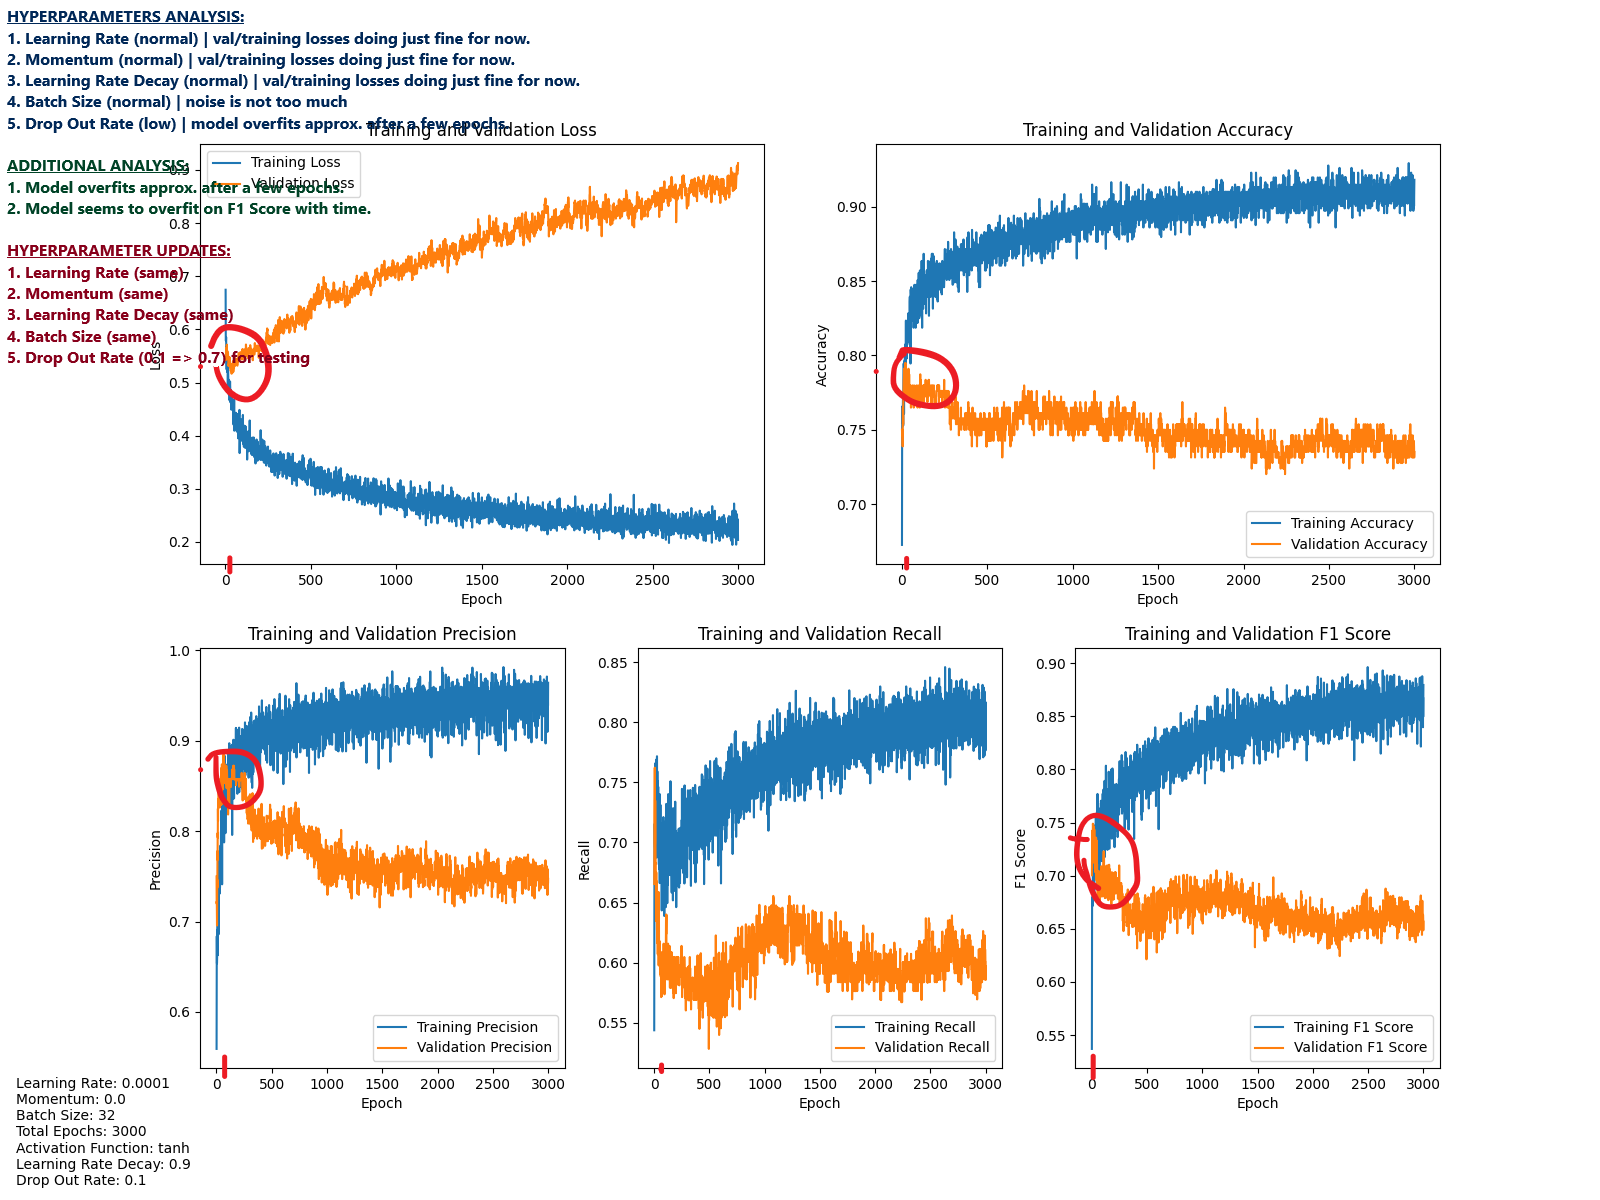 HYPERPARAMETERS ANALYSIS:
1. Learning Rate (normal) | val/training losses doing just fine for now.
2. Momentum (normal) | val/training losses doing just fine for now.
3. Learning Rate Decay (normal) | val/training losses doing just fine for now.
4. Batch Size (normal) | noise is not too much
5. Drop Out Rate (low) | model overfits approx. after a few epochs.
ADDITIONAL ANALYSIS:
1. Model overfits approx. after a few epochs.
2. Model seems to overfit on F1 Score with time.
HYPERPARAMETER UPDATES:
1. Learning Rate (same)
2. Momentum (same)
3. Learning Rate Decay (same)
4. Batch Size (same)
5. Drop Out Rate (0.1 => 0.7) for testing
Training and Validation Loss
Training Loss
Validation Loss
0.9
0.8
0.7
0.6
0.5
0.4
0.3
0.2
Loss
0 500 1000 1500 2000 2500 3000
Epoch
Training and Validation Accuracy
0.90
0.85
0.80
0.75
0.70
Accuracy
Training Accuracy
Validation Accuracy
0 500 1000 1500 2000 2500 3000
Epoch
Training and Validation Precision
1.0
0.9
0.8
0.7
0.6
Precision
Training Precision
Validation Precision
0 500 1000 1500 2000 2500 3000
Epoch
Training and Validation Recall
0.85
0.80
0.75
0.70
0.65
0.60
0.55
Recall
Training Recall
Validation Recall
0 500 1000 1500 2000 2500 3000
Epoch
Training and Validation F1 Score
0.90
0.85
0.80
0.75
0.70
0.65
0.60
0.55
F1 Score
Training F1 Score
Validation F1 Score
0 500 1000 1500 2000 2500 3000
Epoch
Learning Rate: 0.0001
Momentum: 0.0
Batch Size: 32
Total Epochs: 3000
Activation Function: tanh
Learning Rate Decay: 0.9
Drop Out Rate: 0.1